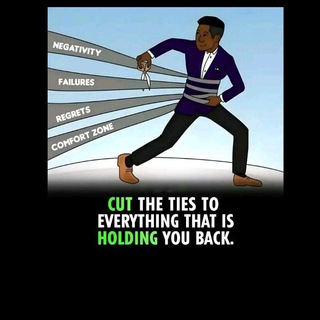 NEGATIVITY
FAILURES
REGRETS
COMFORT ZONE
CUT THE TIES TO
EVERYTHING THAT IS
HOLDING YOU BACK.